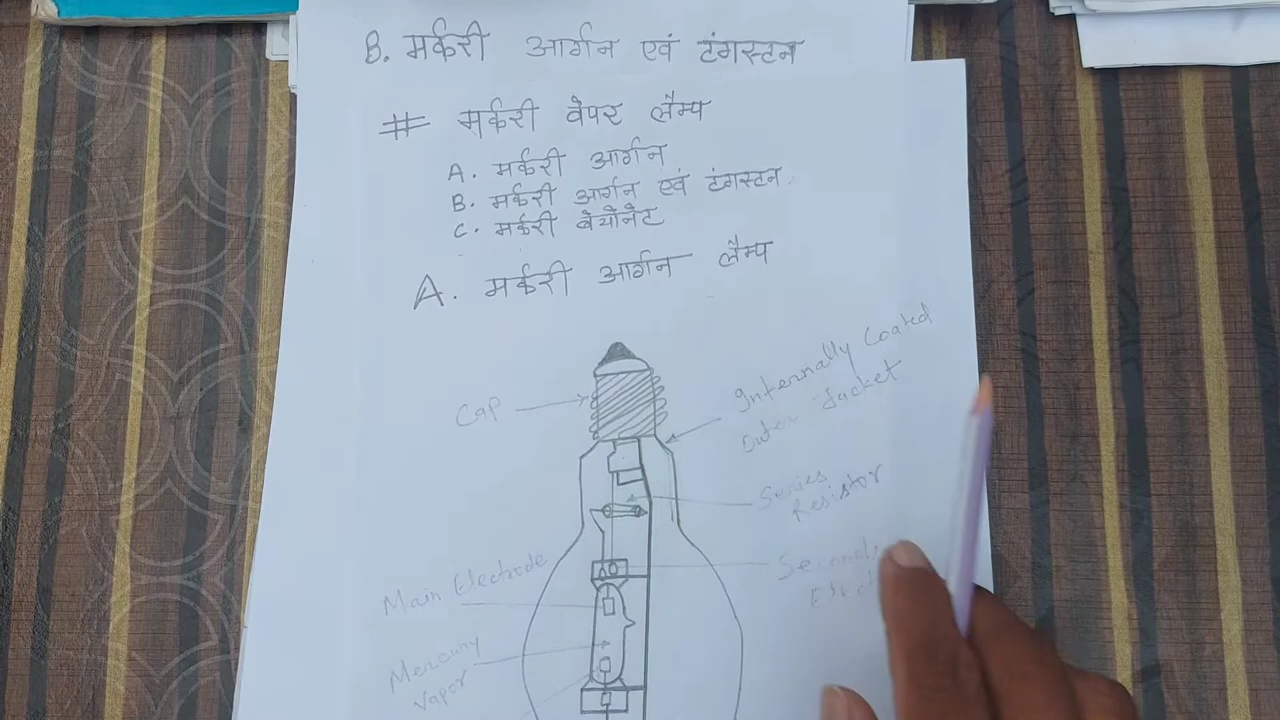 B. मर्करी आर्गन एवं टंगस्टन
# मर्करी वेपर लैम्प
A. मर्करी आर्गन
B. मर्करी आर्गन एवं टंगस्टन
C. मर्करी बेयोनेट
A. मर्करी आर्गन लैम्प
Cap
Internally Coated
Outer Jacket
Series
Resistor
Main Electrode
Mercury
Vapor